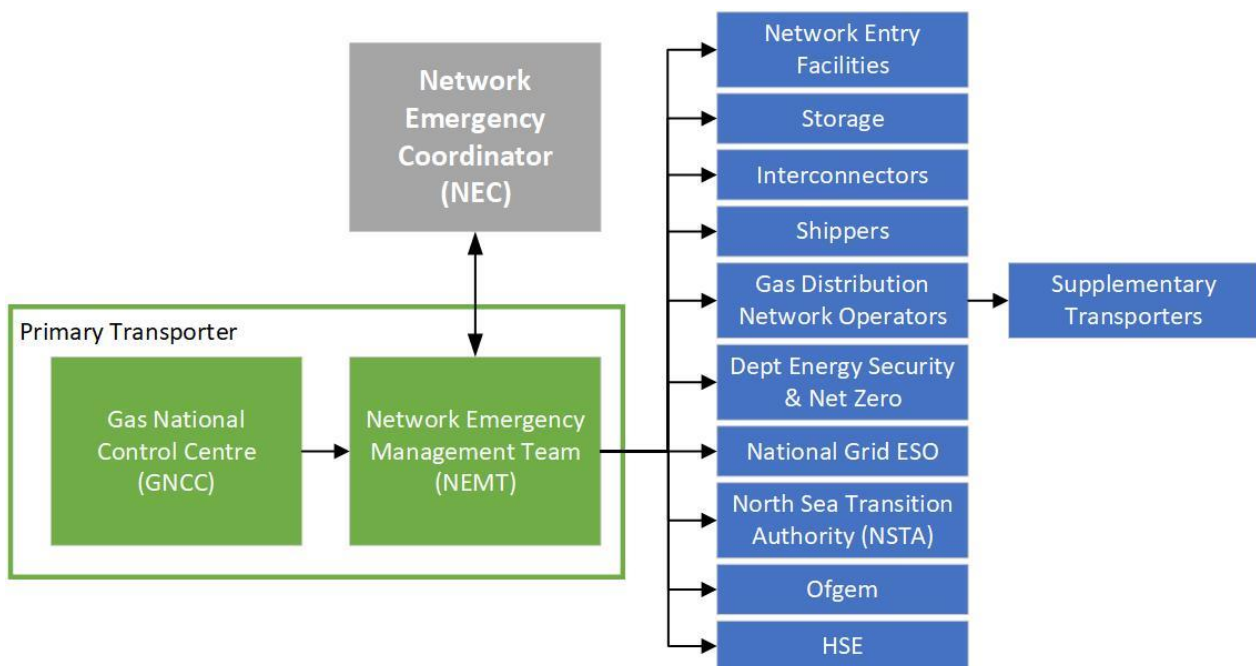 Network
Emergency
Coordinator
(NEC)
Primary Transporter
Gas National
Control Centre
(GNCC)
Network Emergency
Management Team
(NEMT)
Network Entry
Facilities
Storage
Interconnectors
Shippers
Gas Distribution
Network Operators
Supplementary
Transporters
Dept Energy Security
& Net Zero
National Grid ESO
North Sea Transition
Authority (NSTA)
Ofgem
HSE